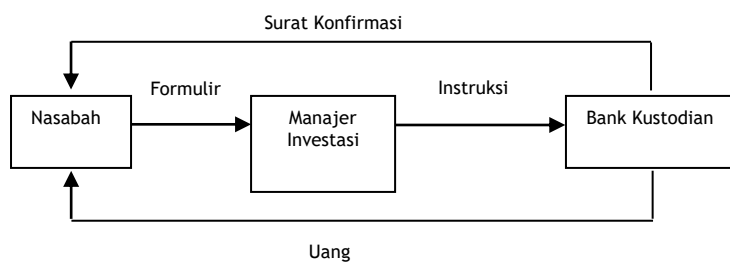 Surat Konfirmasi
Formulir
Instruksi
Nasabah
Manajer
Investasi
Bank Kustodian
Uang